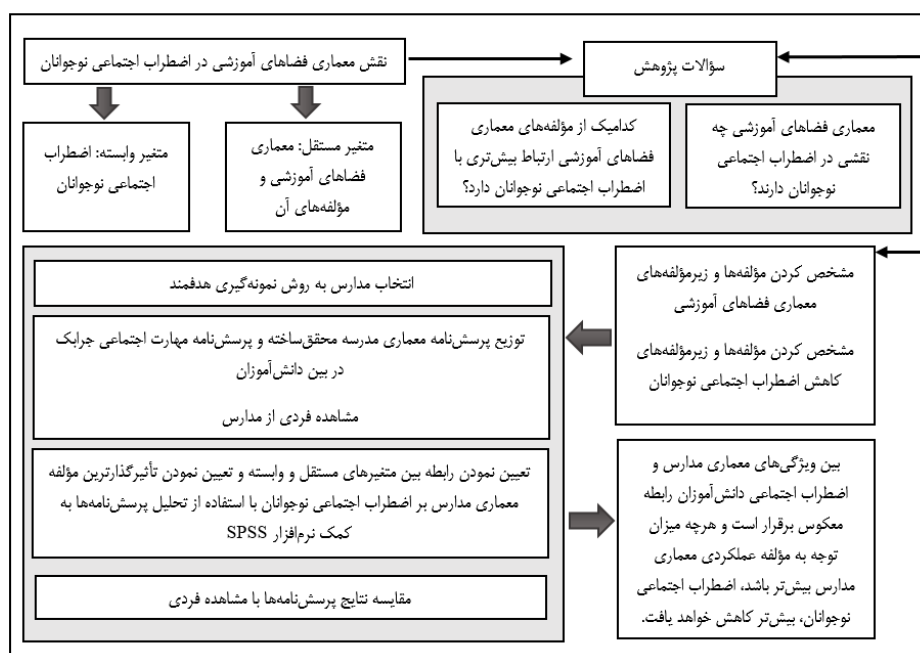 نقش معماری فضاهای آموزشی در اضطراب اجتماعی نوجوانان
سؤالات پژوهش
معماری فضاهای آموزشی چه
نقشی در اضطراب اجتماعی
نوجوانان دارند؟
کدامیک از مؤلفه‌های معماری
فضاهای آموزشی ارتباط بیش‌تری با
اضطراب اجتماعی نوجوانان دارد؟
متغیر مستقل: معماری
فضاهای آموزشی و
مؤلفه‌های آن
متغیر وابسته: اضطراب
اجتماعی نوجوانان
مشخص کردن مؤلفه‌ها و زیرمؤلفه‌های
معماری فضاهای آموزشی
مشخص کردن مؤلفه‌ها و زیرمؤلفه‌های
کاهش اضطراب اجتماعی نوجوانان
انتخاب مدارس به روش نمونه‌گیری هدفمند
توزیع پرسش‌نامه معماری مدرسه محقق‌ساخته و پرسش‌نامه مهارت اجتماعی جرابک
در بین دانش‌آموزان
مشاهده فردی از مدارس
تعیین نمودن رابطه بین متغیرهای مستقل و وابسته و تعیین نمودن تأثیرگذارترین مؤلفه
معماری مدارس بر اضطراب اجتماعی نوجوانان با استفاده از تحلیل پرسش‌نامه‌ها به
کمک نرم‌افزار SPSS
مقایسه نتایج پرسش‌نامه‌ها با مشاهده فردی
بین ویژگی‌های معماری مدارس و
اضطراب اجتماعی دانش‌آموزان رابطه
معکوس برقرار است و هرچه میزان
توجه به مؤلفه عملکردی معماری
مدارس بیش‌تر باشد، اضطراب اجتماعی
نوجوانان، بیش‌تر کاهش خواهد یافت.